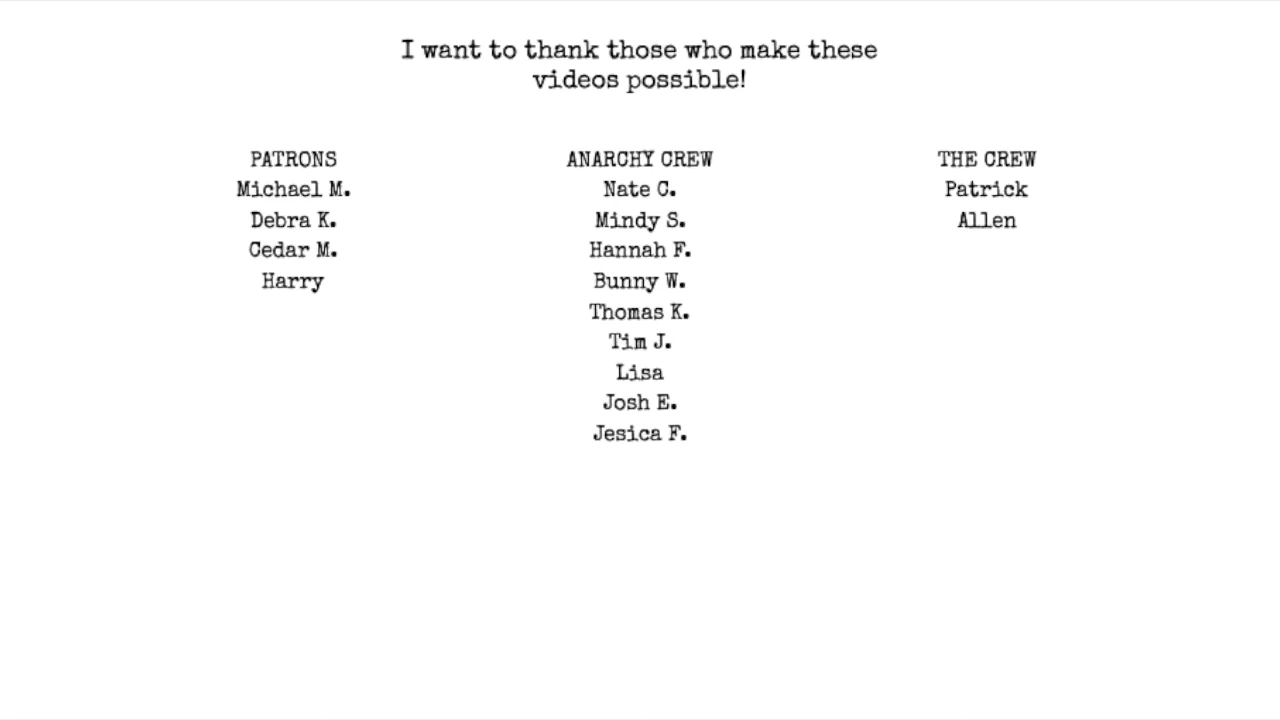 I want to thank those who make these
videos possible!
PATRONS
Michael M.
Debra K.
Cedar M.
Harry
ANARCHY CREW
Nate C.
Mindy S.
Hannah F.
Bunny W.
Thomas K.
Tim J.
Lisa
Josh E.
Jesica F.
THE CREW
Patrick
Allen